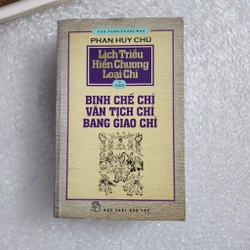 PHAN HUY CHÚ
Lịch Triều
Hiến Chương
Loại Chí
BINH CHẾ CHÍ
VĂN TỊCH CHÍ
BANG GIAO CHÍ